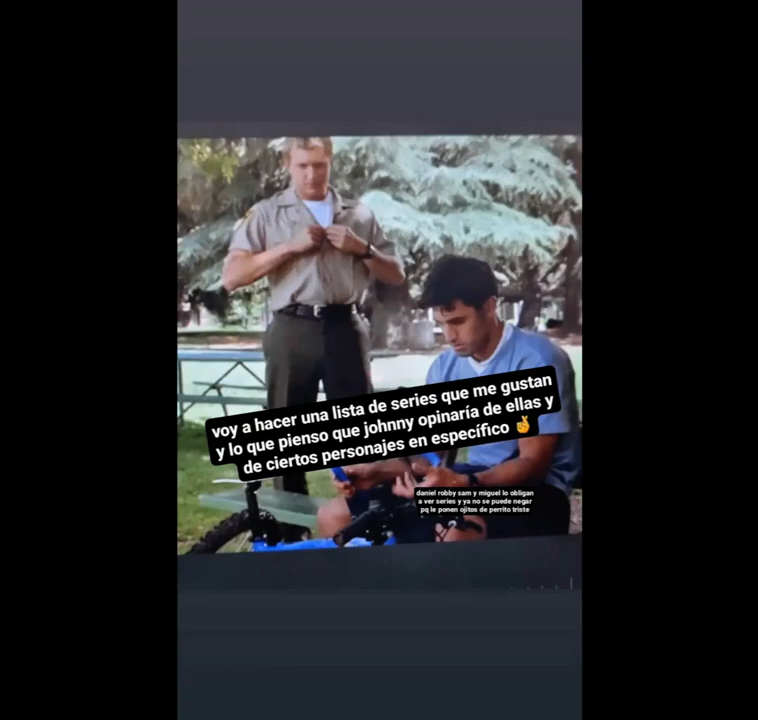 voy a hacer una lista de series que me gustan
y lo que pienso que johnny opinaría de ellas y
de ciertos personajes en específico 🤞
daniel robby sam y miguel lo obligan
a ver series y ya no se puede negar
pq le ponen ojitos de perrito triste